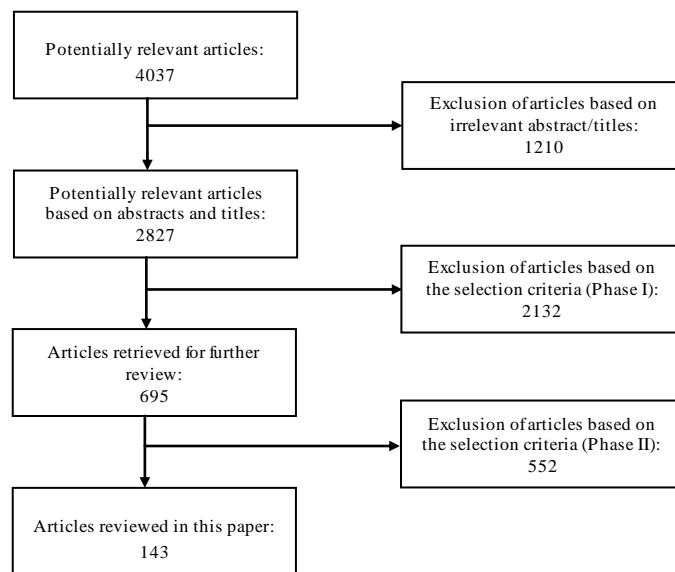 Potentially relevant articles:
4037
Exclusion of articles based on
irrelevant abstract/titles:
1210
Potentially relevant articles
based on abstracts and titles:
2827
Exclusion of articles based on
the selection criteria (Phase I):
2132
Articles retrieved for further
review:
695
Exclusion of articles based on
the selection criteria (Phase II):
552
Articles reviewed in this paper:
143